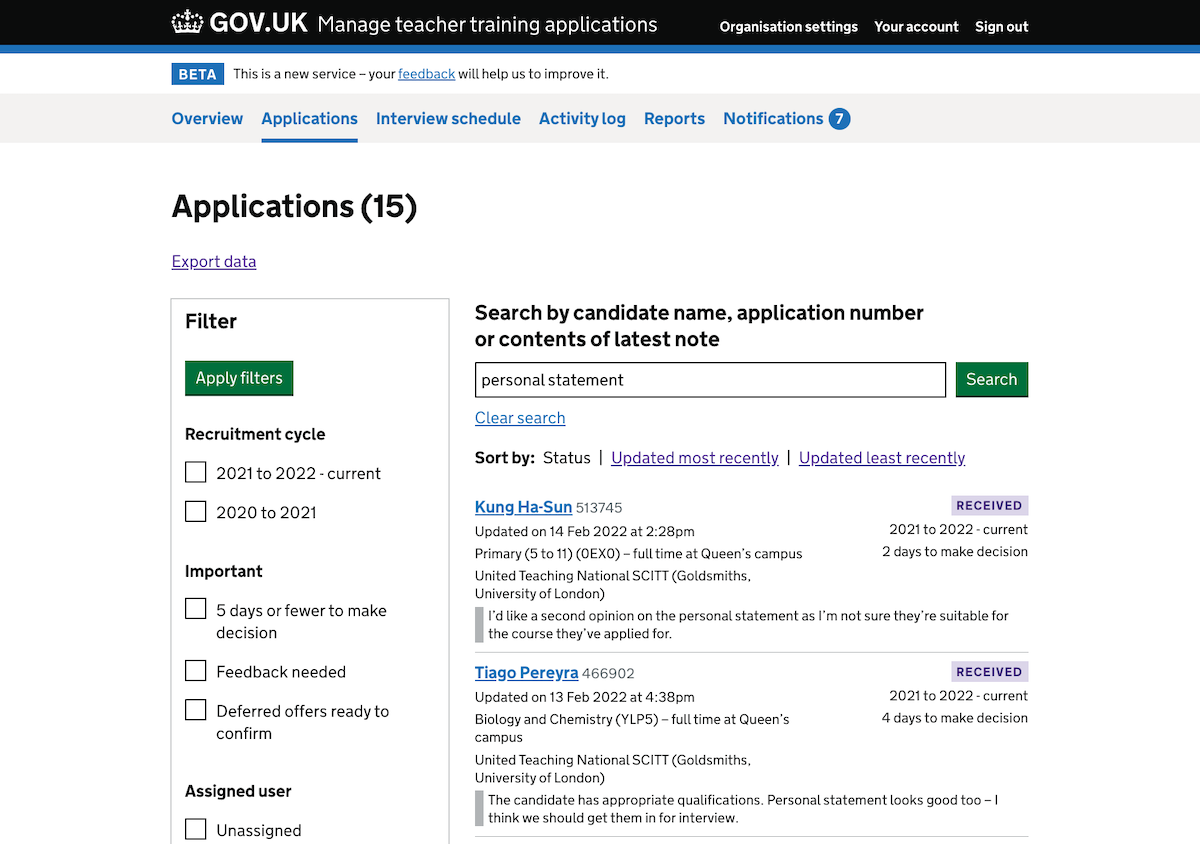 GOV.UK Manage teacher training applications
Organisation settings Your account Sign out
BETA This is a new service – your feedback will help us to improve it.
Overview Applications Interview schedule Activity log Reports Notifications 7
Applications (15)
Export data
Filter
Apply filters
Recruitment cycle
2021 to 2022 - current
2020 to 2021
Important
5 days or fewer to make
decision
Feedback needed
Deferred offers ready to
confirm
Assigned user
Unassigned
Search by candidate name, application number
or contents of latest note
personal statement
Search
Clear search
Sort by: Status | Updated most recently | Updated least recently
Kung Ha-Sun 513745
RECEIVED
Updated on 14 Feb 2022 at 2:28pm
2021 to 2022 - current
Primary (5 to 11) (0EX0) – full time at Queen’s campus
2 days to make decision
United Teaching National SCITT (Goldsmiths,
University of London)
I’d like a second opinion on the personal statement as I’m not sure they’re suitable for
the course they’ve applied for.
Tiago Pereyra 466902
RECEIVED
Updated on 13 Feb 2022 at 4:38pm
2021 to 2022 - current
Biology and Chemistry (YLP5) – full time at Queen’s
campus
4 days to make decision
United Teaching National SCITT (Goldsmiths,
University of London)
The candidate has appropriate qualifications. Personal statement looks good too – I
think we should get them in for interview.